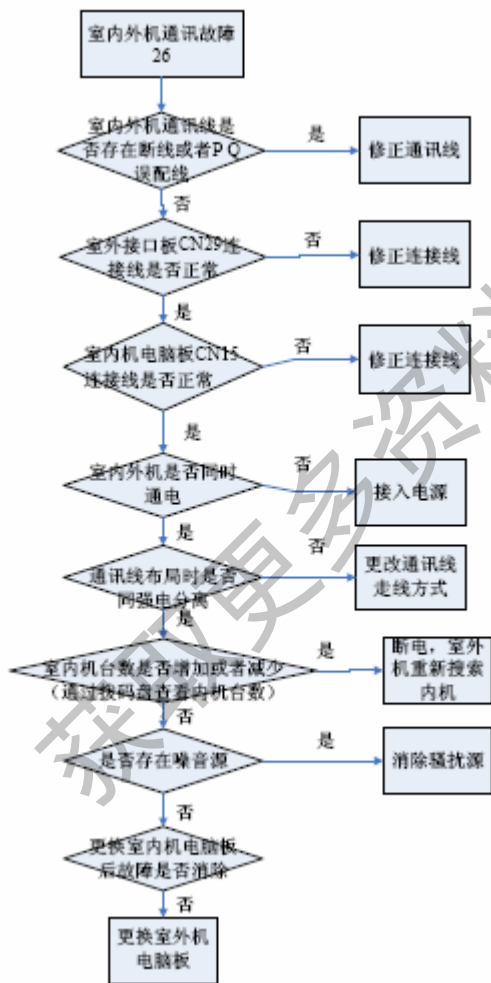 室内外机通讯故障
26
室内外机通讯线是
否存在断线或者P Q
误配线
是
修正通讯线
否
室外接口板CN29连
接线是否正常
否
修正连接线
是
室内机电脑板CN15
连接线是否正常
否
修正连接线
是
室内外机是否同时
通电
否
接入电源
是
通讯线布局时是否
同强电分离
否
更改通讯线
走线方式
是
室内机台数是否增加或者减少
（通过拨码盘查看内机台数）
是
断电，室外
机重新搜索
内机
否
是否存在噪音源
是
消除骚扰源
否
更换室内机电脑板
后故障是否消除
否
更换室外机
电脑板
获取更多资料